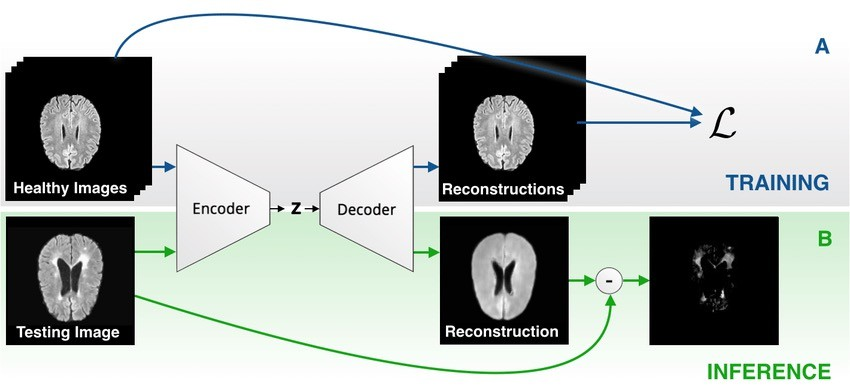 A
ℒ
Healthy Images
Reconstructions
TRAINING
Encoder
z
Decoder
B
Testing Image
Reconstruction
-
INFERENCE